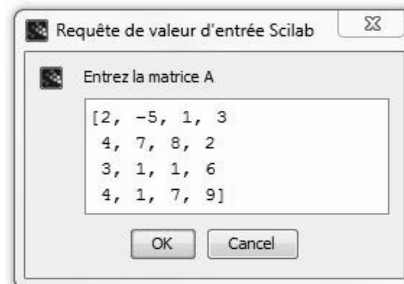 Requête de valeur d'entrée Scilab
Entrez la matrice A
[2, -5, 1, 3
4, 7, 8, 2
3, 1, 1, 6
4, 1, 7, 9]
OK Cancel